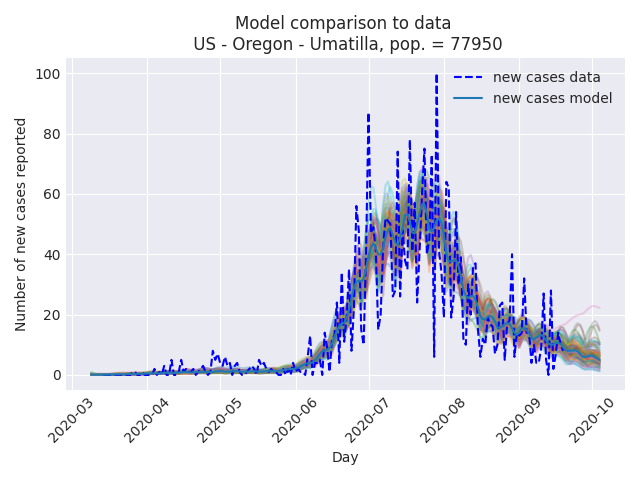 Model comparison to data
US - Oregon - Umatilla, pop. = 77950
new cases data
new cases model
100
80
60
40
20
0
Number of new cases reported
2020-03
2020-04
2020-05
2020-06
2020-07
2020-08
2020-09
2020-10
Day